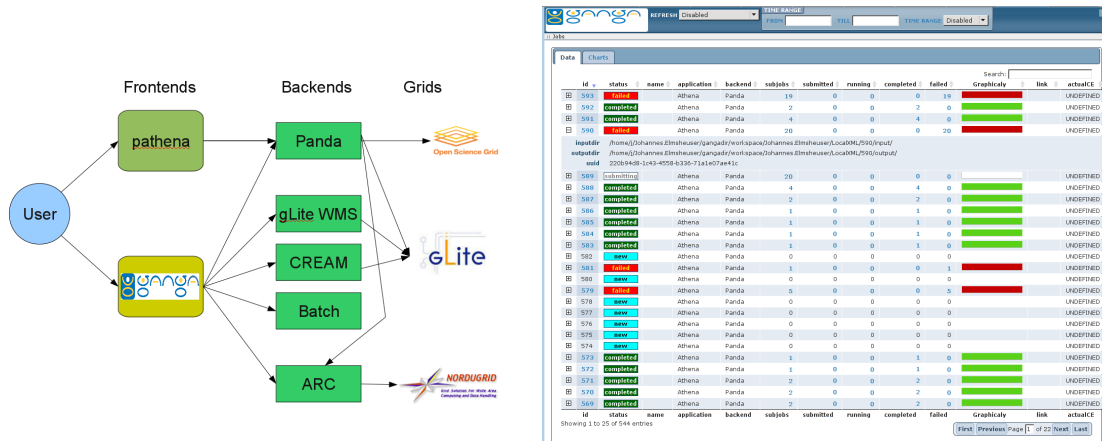 Frontends Backends Grids
pathena
Panda
Open Science Grid
User
gLite WMS
gLite
CREAM
ganga
Batch
ARC
NORDUGRID
Grid Solution For Wide Area
Computing and Data Handling
ganga REFRESH Disabled TIME RANGE
FROM TILL TIME RANGE: Disabled
:: Jobs
Data Charts
Search:
id status name application backend subjobs submitted running completed failed Graphicaly link actualCE
593 failed Athena Panda 19 0 0 0 19 UNDEFINED
592 completed Athena Panda 2 0 0 2 0 UNDEFINED
591 completed Athena Panda 4 0 0 4 0 UNDEFINED
590 failed Athena Panda 20 0 0 0 20 UNDEFINED
inputdir /home/j/Johannes.Elmsheuser/gangadir/workspace/Johannes.Elmsheuser/LocalXML/590/input/
outputdir /home/j/Johannes.Elmsheuser/gangadir/workspace/Johannes.Elmsheuser/LocalXML/590/output/
uuid 220b94d8-1c43-4558-b336-71a1e07ae41c
589 submitting Athena Panda 20 0 0 0 0 UNDEFINED
588 completed Athena Panda 4 0 0 4 0 UNDEFINED
587 completed Athena Panda 2 0 0 2 0 UNDEFINED
586 completed Athena Panda 1 0 0 1 0 UNDEFINED
585 completed Athena Panda 1 0 0 1 0 UNDEFINED
584 completed Athena Panda 1 0 0 1 0 UNDEFINED
583 completed Athena Panda 1 0 0 1 0 UNDEFINED
582 new Athena Panda 0 0 0 0 0 UNDEFINED
581 failed Athena Panda 1 0 0 0 1 UNDEFINED
580 new Athena Panda 0 0 0 0 0 UNDEFINED
579 failed Athena Panda 5 0 0 0 5 UNDEFINED
578 new Athena Panda 0 0 0 0 0 UNDEFINED
577 new Athena Panda 0 0 0 0 0 UNDEFINED
576 new Athena Panda 0 0 0 0 0 UNDEFINED
575 new Athena Panda 0 0 0 0 0 UNDEFINED
574 new Athena Panda 0 0 0 0 0 UNDEFINED
573 completed Athena Panda 1 0 0 1 0 UNDEFINED
572 completed Athena Panda 1 0 0 1 0 UNDEFINED
571 completed Athena Panda 2 0 0 2 0 UNDEFINED
570 completed Athena Panda 2 0 0 2 0 UNDEFINED
569 completed Athena Panda 2 0 0 2 0 UNDEFINED
id status name application backend subjobs submitted running completed failed Graphicaly link actualCE
Showing 1 to 25 of 544 entries
First Previous Page 1 of 22 Next Last